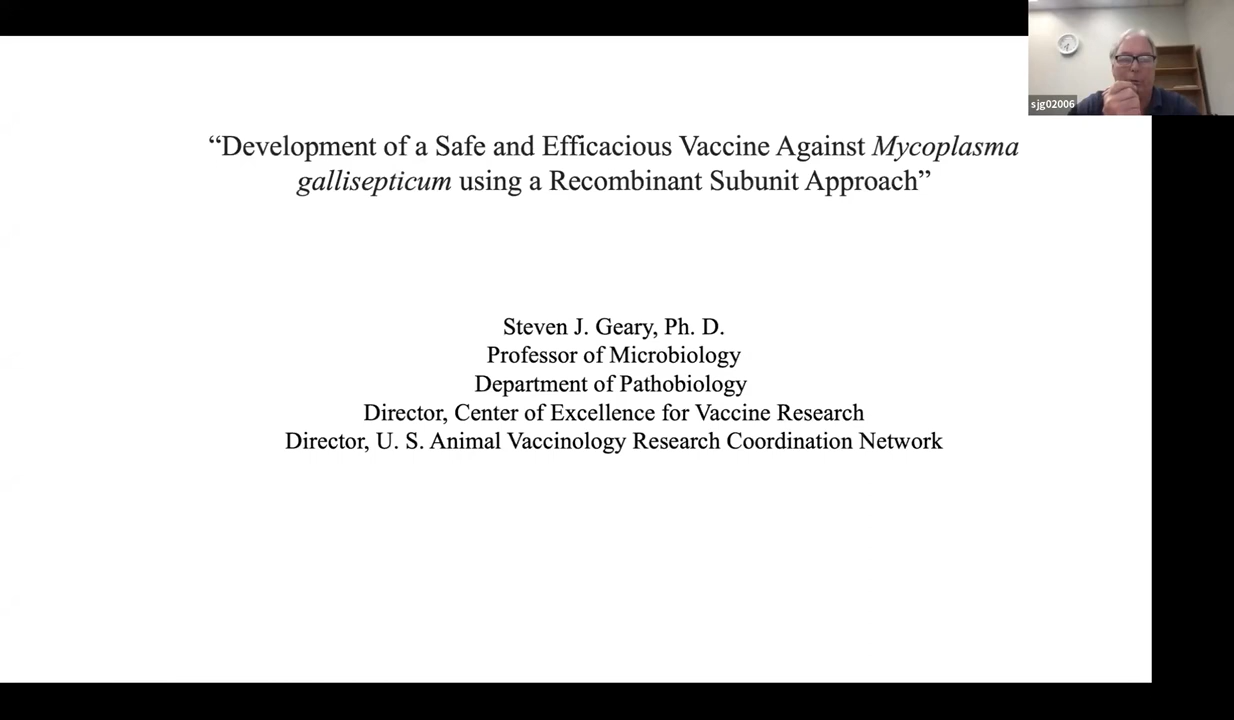 sjg02006
“Development of a Safe and Efficacious Vaccine Against Mycoplasma
gallisepticum using a Recombinant Subunit Approach”
Steven J. Geary, Ph. D.
Professor of Microbiology
Department of Pathobiology
Director, Center of Excellence for Vaccine Research
Director, U. S. Animal Vaccinology Research Coordination Network